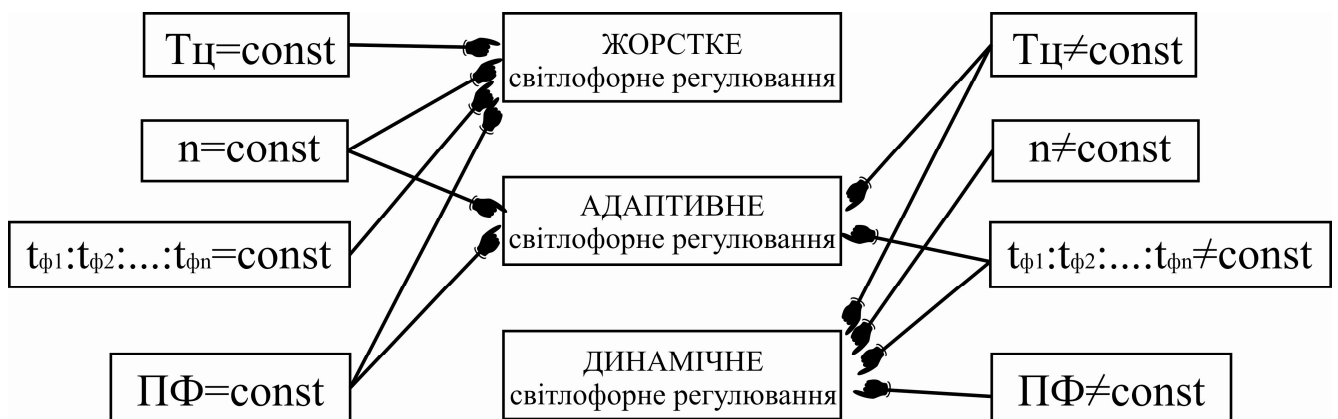 Тц=const
ЖОРСТКЕ
світлофорне регулювання
Тц≠const
n=const
n≠const
АДАПТИВНЕ
світлофорне регулювання
tф1:tф2:...:tфn=const
tф1:tф2:...:tфn≠const
ДИНАМІЧНЕ
світлофорне регулювання
ПФ=const
ПФ≠const